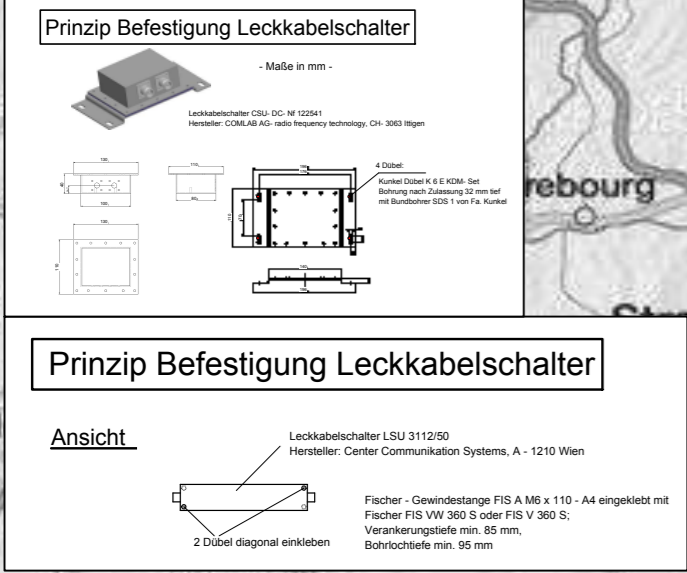 Prinzip Befestigung Leckkabelschalter
- Maße in mm -
Leckkabelschalter CSU- DC- Nf 122541
Hersteller: COMLAB AG- radio frequency technology, CH- 3063 Ittigen
4 Dübel:
Kunkel Dübel K 6 E KDM- Set
Bohrung nach Zulassung 32 mm tief
mit Bundbohrer SDS 1 von Fa. Kunkel
rebourg
Prinzip Befestigung Leckkabelschalter
Ansicht
Leckkabelschalter LSU 3112/50
Hersteller: Center Communikation Systems, A - 1210 Wien
Fischer - Gewindestange FIS A M6 x 110 - A4 eingeklebt mit
Fischer FIS VW 360 S oder FIS V 360 S;
Verankerungstiefe min. 85 mm,
Bohrlochtiefe min. 95 mm
2 Dübel diagonal einkleben